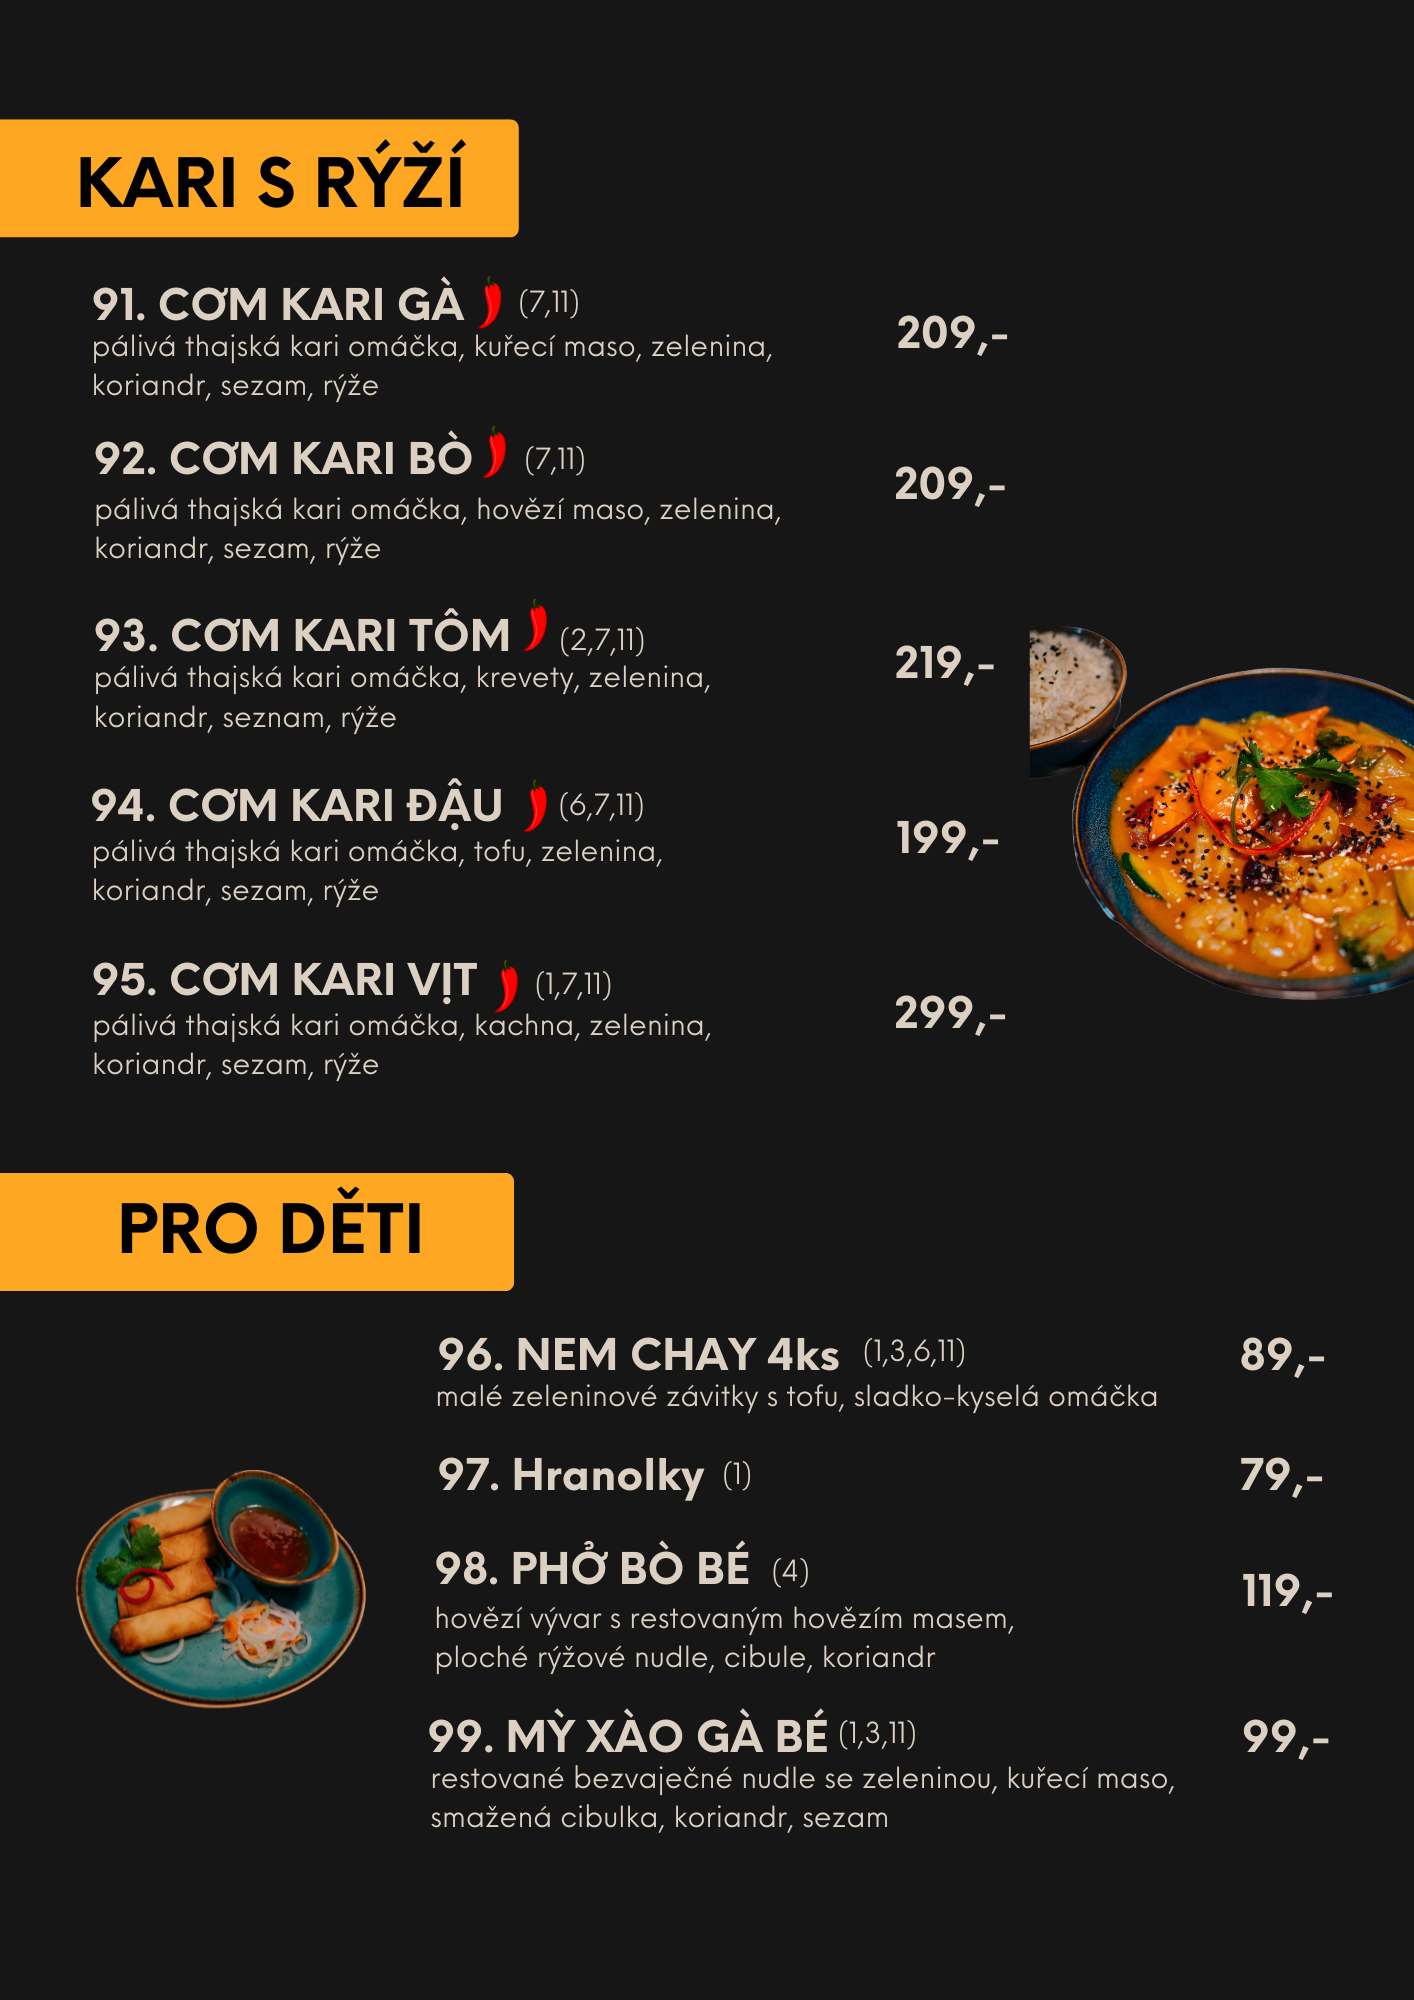 KARI S RÝŽÍ
91. CƠM KARI GÀ (7,11)
pálivá thajská kari omáčka, kuřecí maso, zelenina,
koriandr, sezam, rýže
209,-
92. CƠM KARI BÒ (7,11)
pálivá thajská kari omáčka, hovězí maso, zelenina,
koriandr, sezam, rýže
209,-
93. CƠM KARI TÔM (2,7,11)
pálivá thajská kari omáčka, krevety, zelenina,
koriandr, seznam, rýže
219,-
94. CƠM KARI ĐẬU (6,7,11)
pálivá thajská kari omáčka, tofu, zelenina,
koriandr, sezam, rýže
199,-
95. CƠM KARI VỊT (1,7,11)
pálivá thajská kari omáčka, kachna, zelenina,
koriandr, sezam, rýže
299,-
PRO DĚTI
96. NEM CHAY 4ks (1,3,6,11) 89,-
malé zeleninové závitky s tofu, sladko-kyselá omáčka
97. Hranolky (1) 79,-
98. PHỞ BÒ BÉ (4)
119,-
hovězí vývar s restovaným hovězím masem,
ploché rýžové nudle, cibule, koriandr
99. MỲ XÀO GÀ BÉ (1,3,11) 99,-
restované bezvaječné nudle se zeleninou, kuřecí maso,
smažená cibulka, koriandr, sezam